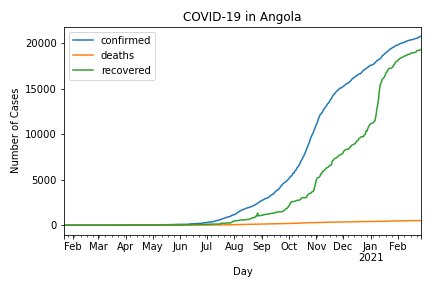 COVID-19 in Angola
confirmed
deaths
recovered
Number of Cases
20000
15000
10000
5000
0
Feb Mar Apr May Jun Jul Aug Sep Oct Nov Dec Jan Feb
2021
Day